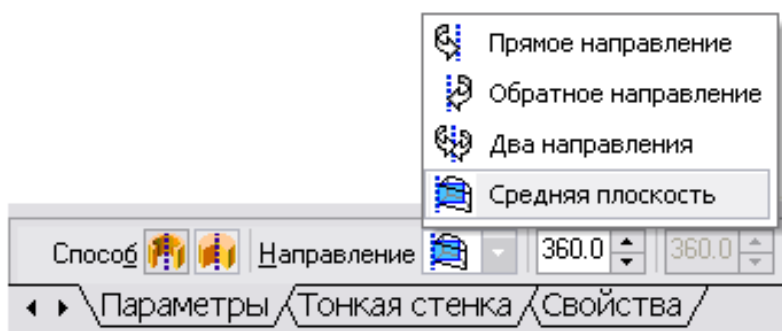 Прямое направление
Обратное направление
Два направления
Средняя плоскость
Способ Направление 360.0 360.0
Параметры Тонкая стенка Свойства